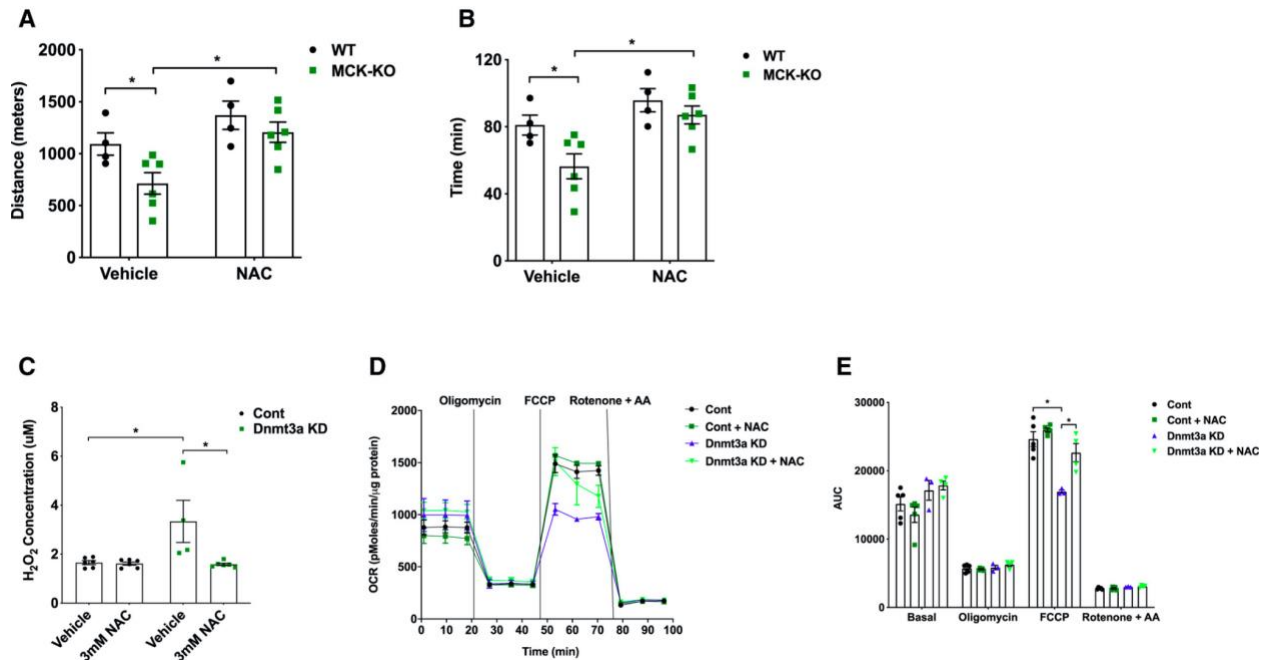 A
Distance (meters)
2000
1500
1000
500
0
*
*
WT
MCK-KO
Vehicle
NAC
B
Time (min)
120
80
40
0
*
*
WT
MCK-KO
Vehicle
NAC
C
H₂O₂ Concentration (uM)
8
6
4
2
0
*
*
Cont
Dnmt3a KD
Vehicle
3mM NAC
Vehicle
3mM NAC
D
Oligomycin
FCCP
Rotenone + AA
OCR (pMoles/min/µg protein)
2000
1500
1000
500
0
0 10 20 30 40 50 60 70 80 90 100
Time (min)
Cont
Cont + NAC
Dnmt3a KD
Dnmt3a KD + NAC
E
AUC
30000
20000
10000
0
*
*
Basal
Oligomycin
FCCP
Rotenone + AA
Cont
Cont + NAC
Dnmt3a KD
Dnmt3a KD + NAC